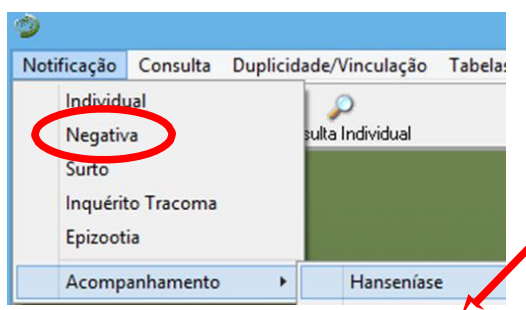 Notificação Consulta Duplicidade/Vinculação Tabelas
Individual
Negativa
sulta Individual
Surto
Inquérito Tracoma
Epizootia
Acompanhamento Hanseníase